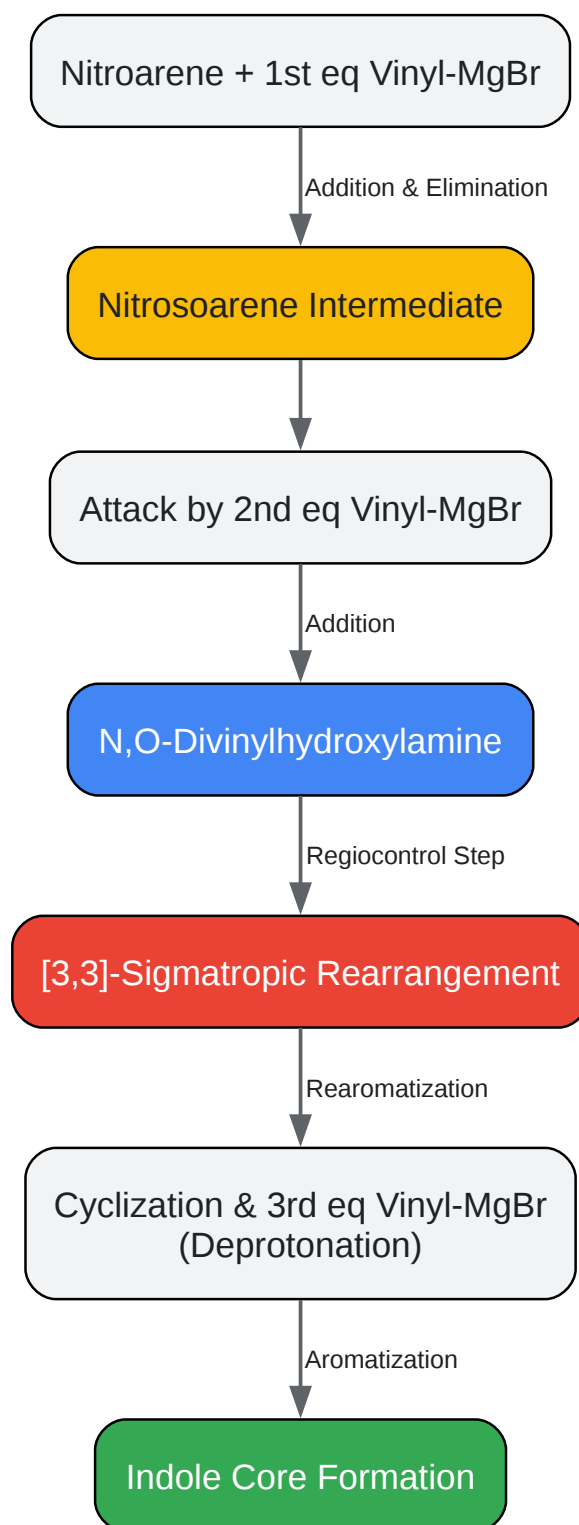 Nitroarene + 1st eq Vinyl-MgBr
Addition & Elimination
Nitrosoarene Intermediate
Attack by 2nd eq Vinyl-MgBr
Addition
N,O-Divinylhydroxylamine
Regiocontrol Step
[3,3]-Sigmatropic Rearrangement
Rearomatization
Cyclization & 3rd eq Vinyl-MgBr
(Deprotonation)
Aromatization
Indole Core Formation